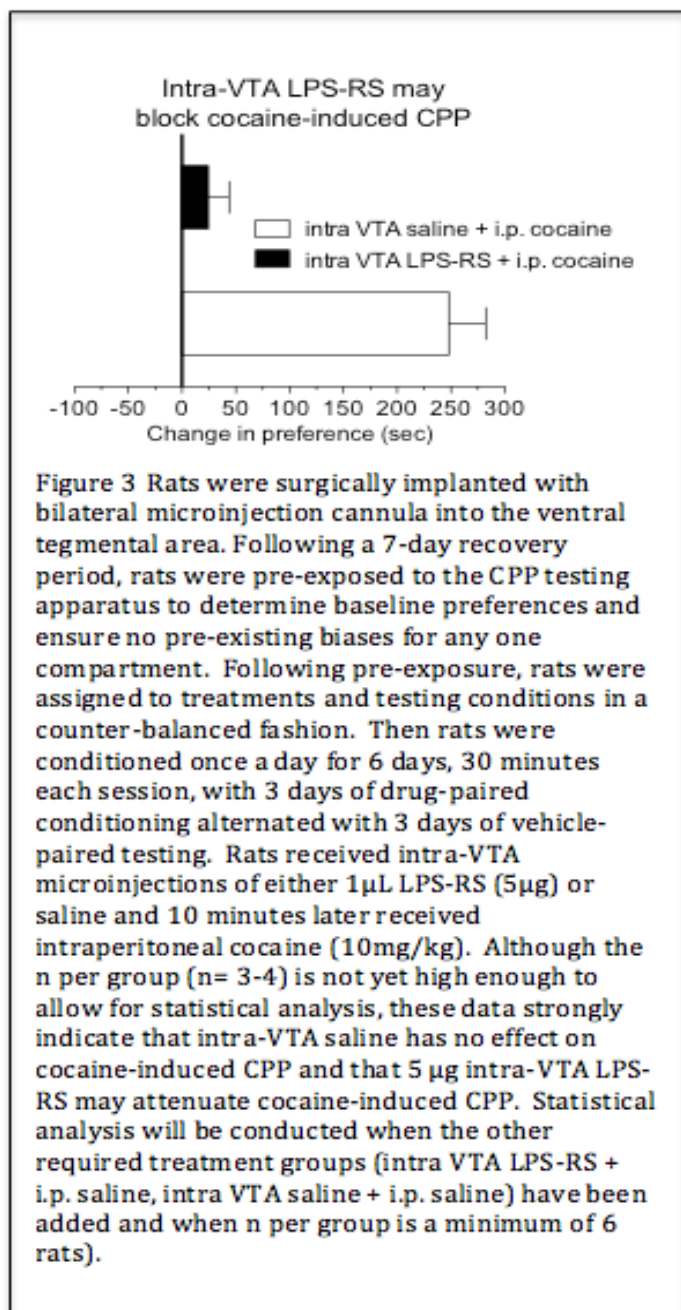 Intra-VTA LPS-RS may
block cocaine-induced CPP
intra VTA saline + i.p. cocaine
intra VTA LPS-RS + i.p. cocaine
-100 -50 0 50 100 150 200 250 300
Change in preference (sec)
Figure 3 Rats were surgically implanted with
bilateral microinjection cannula into the ventral
tegmental area. Following a 7-day recovery
period, rats were pre-exposed to the CPP testing
apparatus to determine baseline preferences and
ensure no pre-existing biases for any one
compartment. Following pre-exposure, rats were
assigned to treatments and testing conditions in a
counter-balanced fashion. Then rats were
conditioned once a day for 6 days, 30 minutes
each session, with 3 days of drug-paired
conditioning alternated with 3 days of vehicle-
paired testing. Rats received intra-VTA
microinjections of either 1µL LPS-RS (5µg) or
saline and 10 minutes later received
intraperitoneal cocaine (10mg/kg). Although the
n per group (n= 3-4) is not yet high enough to
allow for statistical analysis, these data strongly
indicate that intra-VTA saline has no effect on
cocaine-induced CPP and that 5 µg intra-VTA LPS-
RS may attenuate cocaine-induced CPP. Statistical
analysis will be conducted when the other
required treatment groups (intra VTA LPS-RS +
i.p. saline, intra VTA saline + i.p. saline) have been
added and when n per group is a minimum of 6
rats).